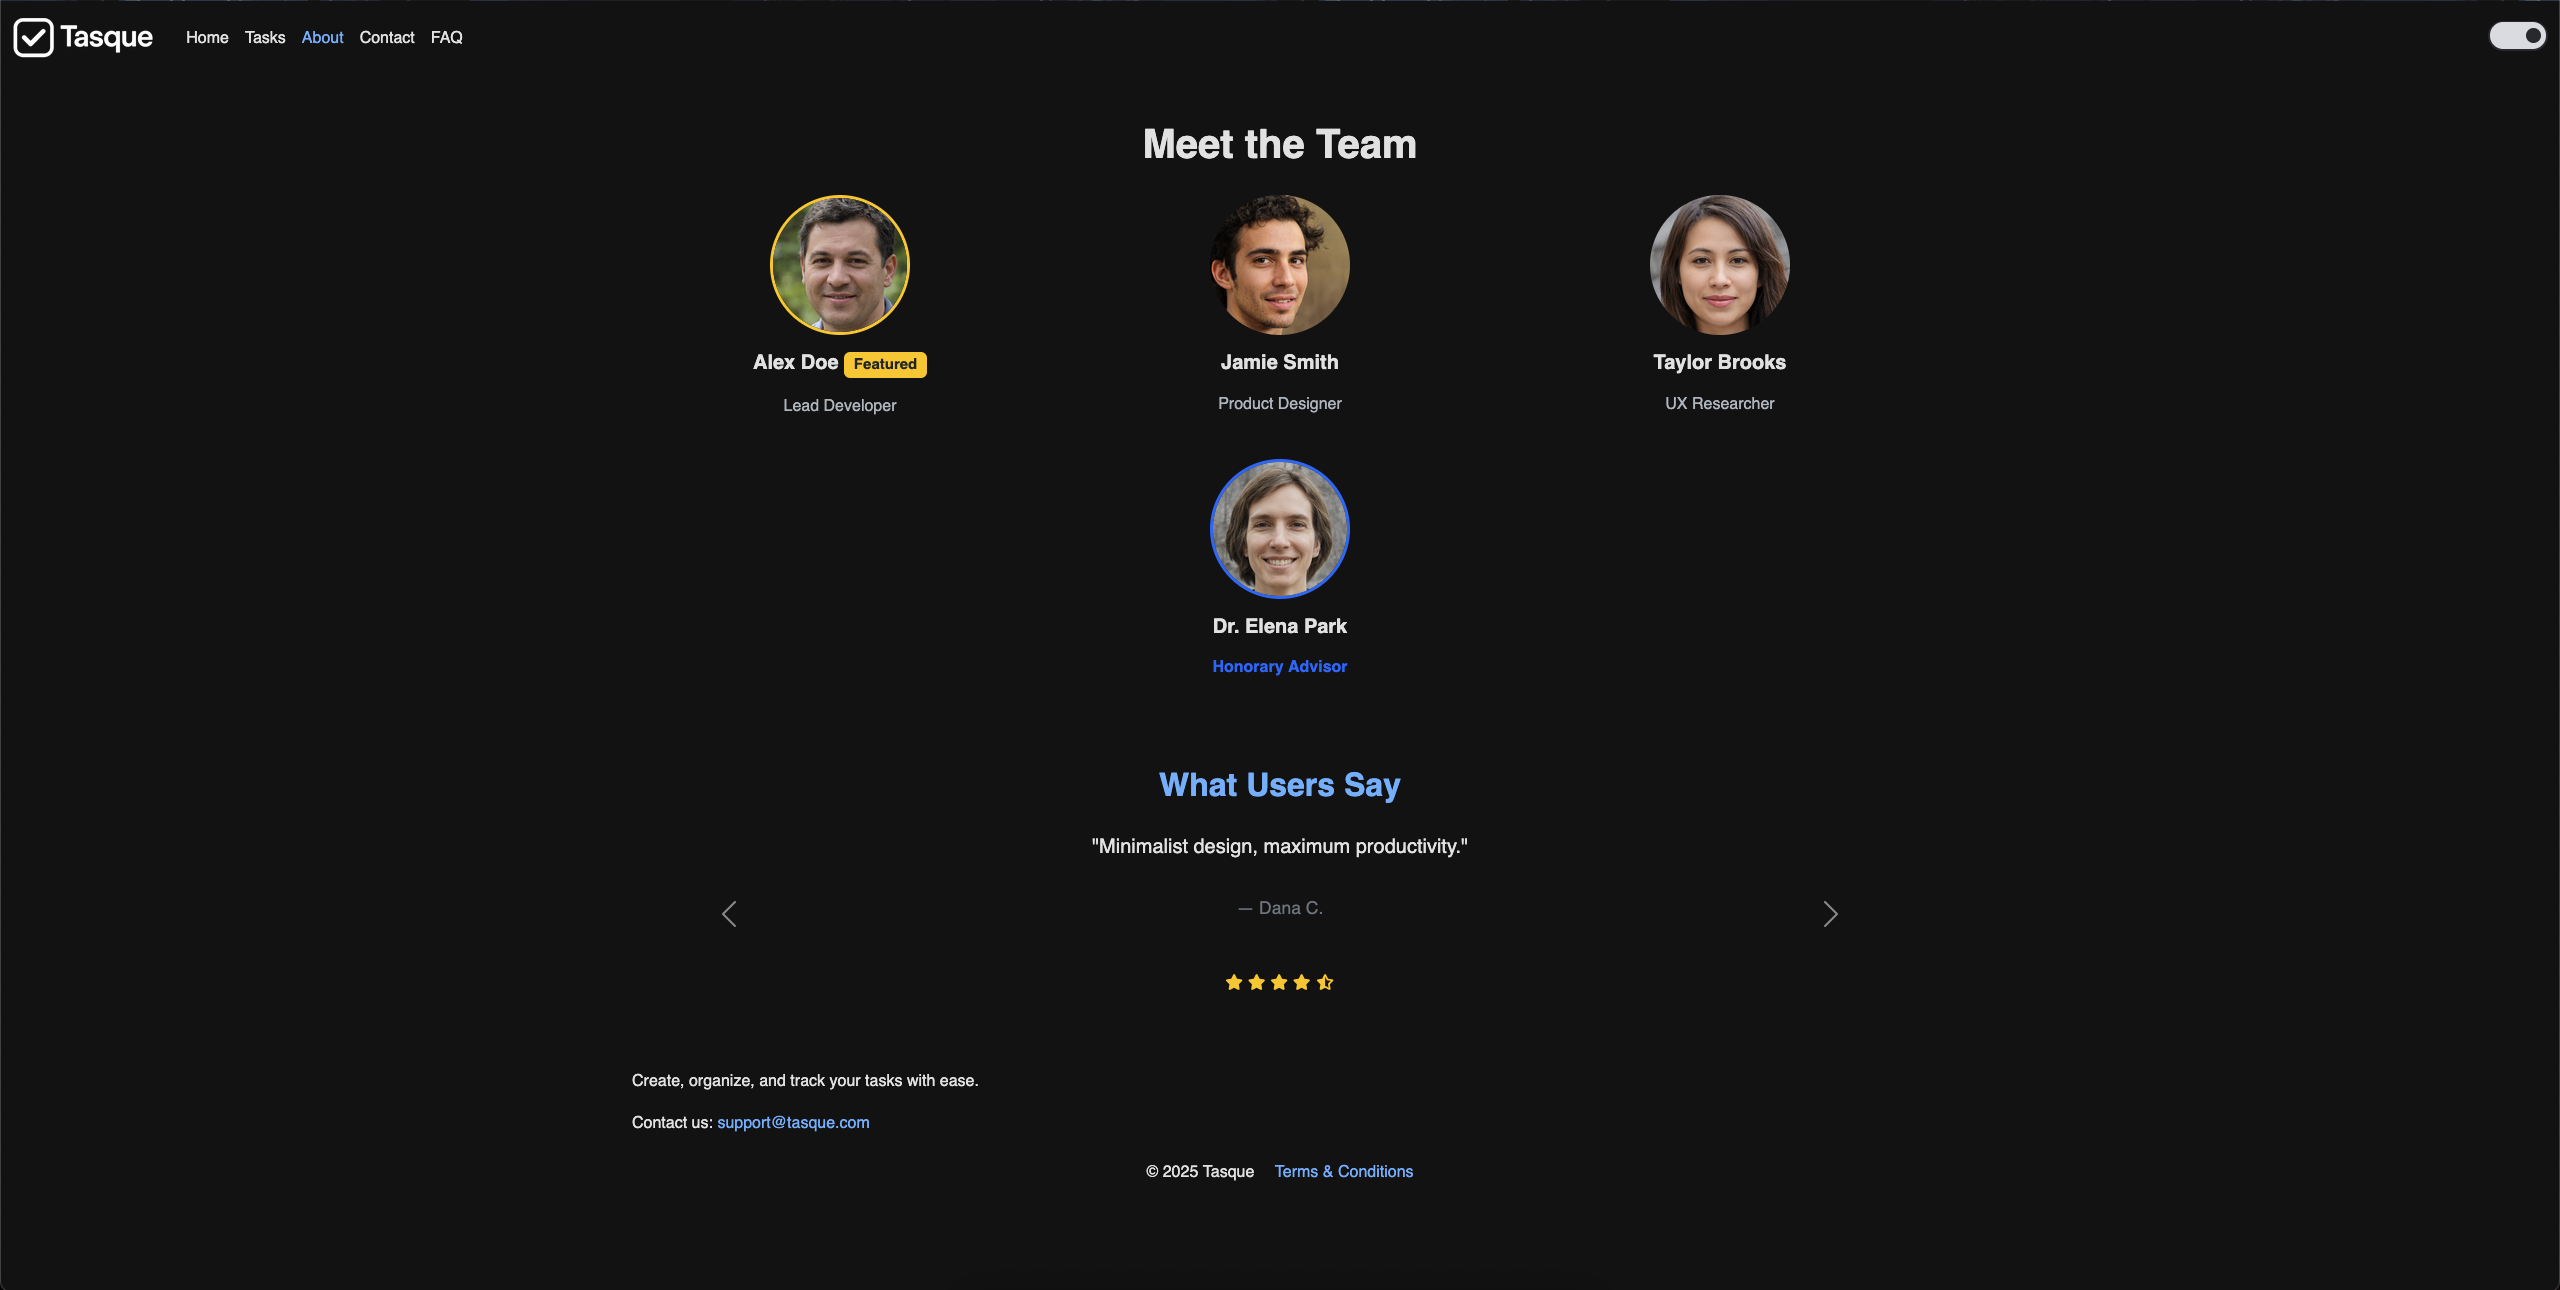 Tasque Home Tasks About Contact FAQ
Meet the Team
Alex Doe Featured
Lead Developer
Jamie Smith
Product Designer
Taylor Brooks
UX Researcher
Dr. Elena Park
Honorary Advisor
What Users Say
"Minimalist design, maximum productivity."
— Dana C.
Create, organize, and track your tasks with ease.
Contact us: support@tasque.com
© 2025 Tasque Terms & Conditions